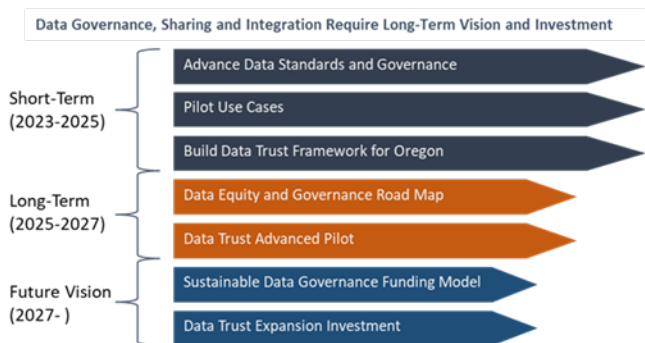 Data Governance, Sharing and Integration Require Long-Term Vision and Investment
Short-Term
(2023-2025)
Advance Data Standards and Governance
Pilot Use Cases
Build Data Trust Framework for Oregon
Long-Term
(2025-2027)
Data Equity and Governance Road Map
Data Trust Advanced Pilot
Future Vision
(2027- )
Sustainable Data Governance Funding Model
Data Trust Expansion Investment